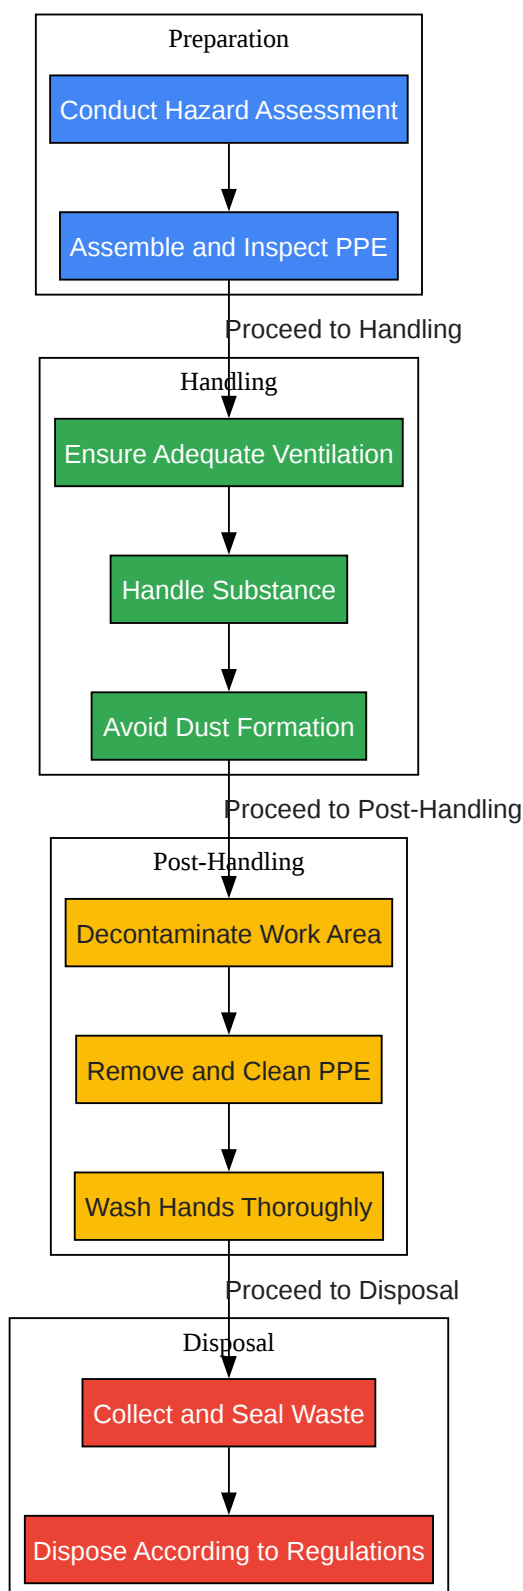 Preparation
Conduct Hazard Assessment
Assemble and Inspect PPE
Proceed to Handling
Handling
Ensure Adequate Ventilation
Handle Substance
Avoid Dust Formation
Proceed to Post-Handling
Post-Handling
Decontaminate Work Area
Remove and Clean PPE
Wash Hands Thoroughly
Proceed to Disposal
Disposal
Collect and Seal Waste
Dispose According to Regulations